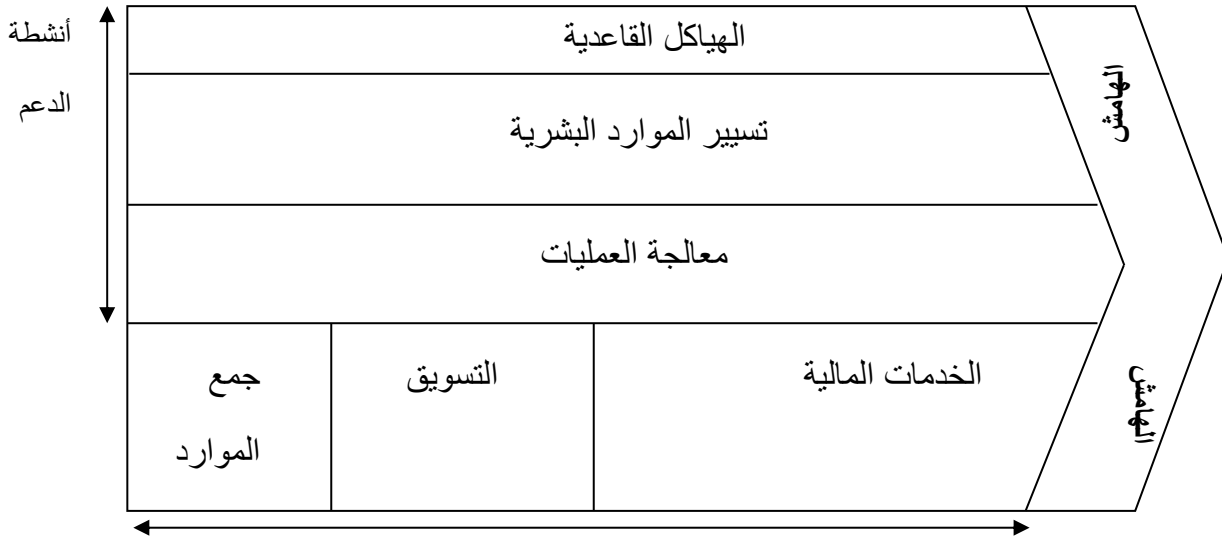 أنشطة
الدعم
الهياكل القاعدية
تسيير الموارد البشرية
معالجة العمليات
جمع
الموارد
التسويق
الخدمات المالية
الهامش
الهامش